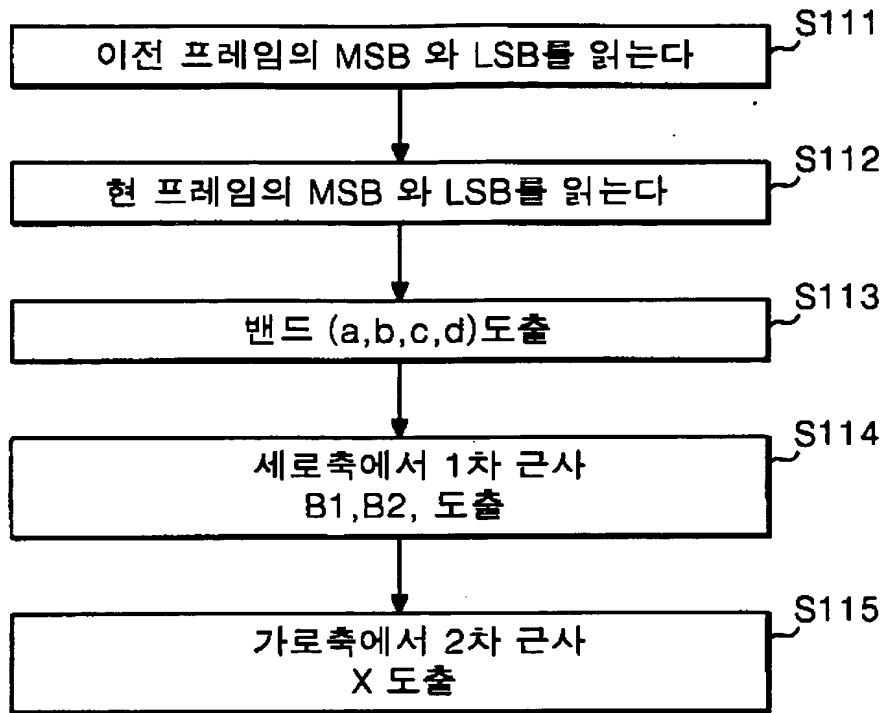 S111
이전 프레임의 MSB 와 LSB를 읽는다
S112
현 프레임의 MSB 와 LSB를 읽는다
S113
밴드 (a,b,c,d)도출
S114
세로축에서 1차 근사
B1,B2, 도출
S115
가로축에서 2차 근사
X 도출